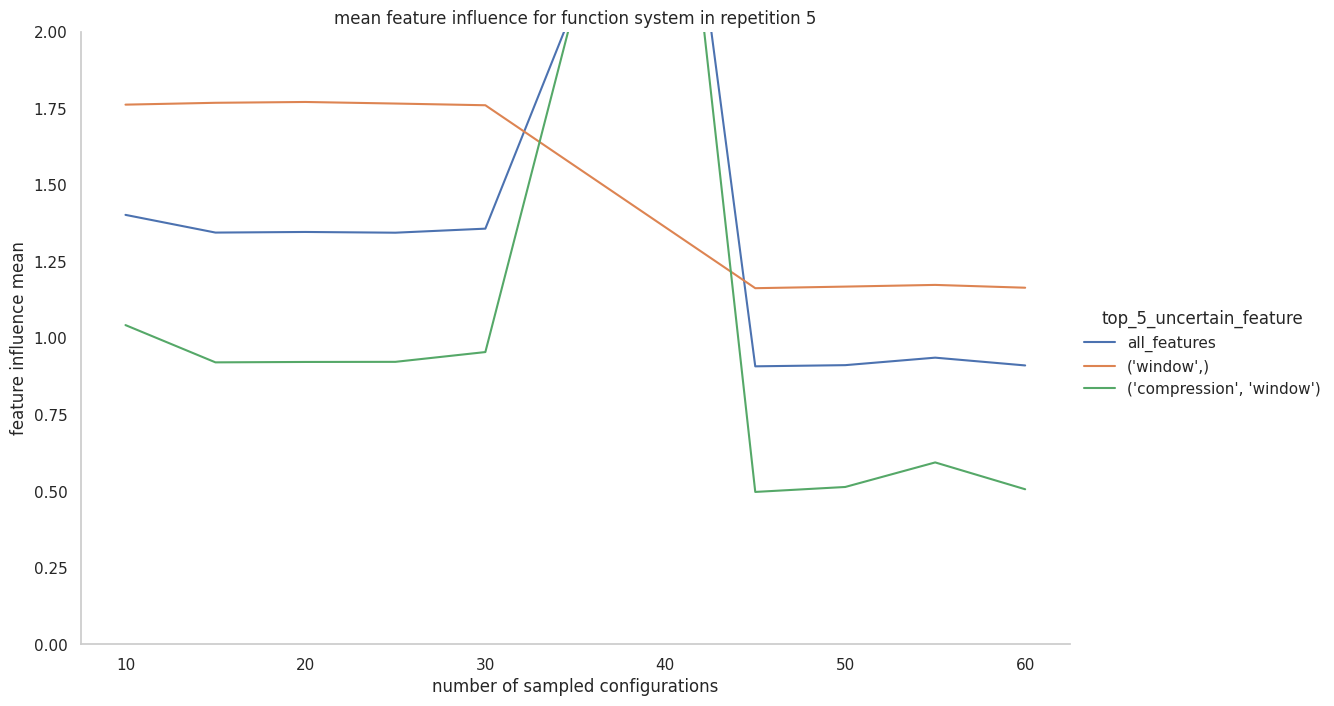 mean feature influence for function system in repetition 5
2.00
1.75
1.50
1.25
1.00
0.75
0.50
0.25
0.00
feature influence mean
10
20
30
40
50
60
number of sampled configurations
top_5_uncertain_feature
all_features
('window',)
('compression', 'window')